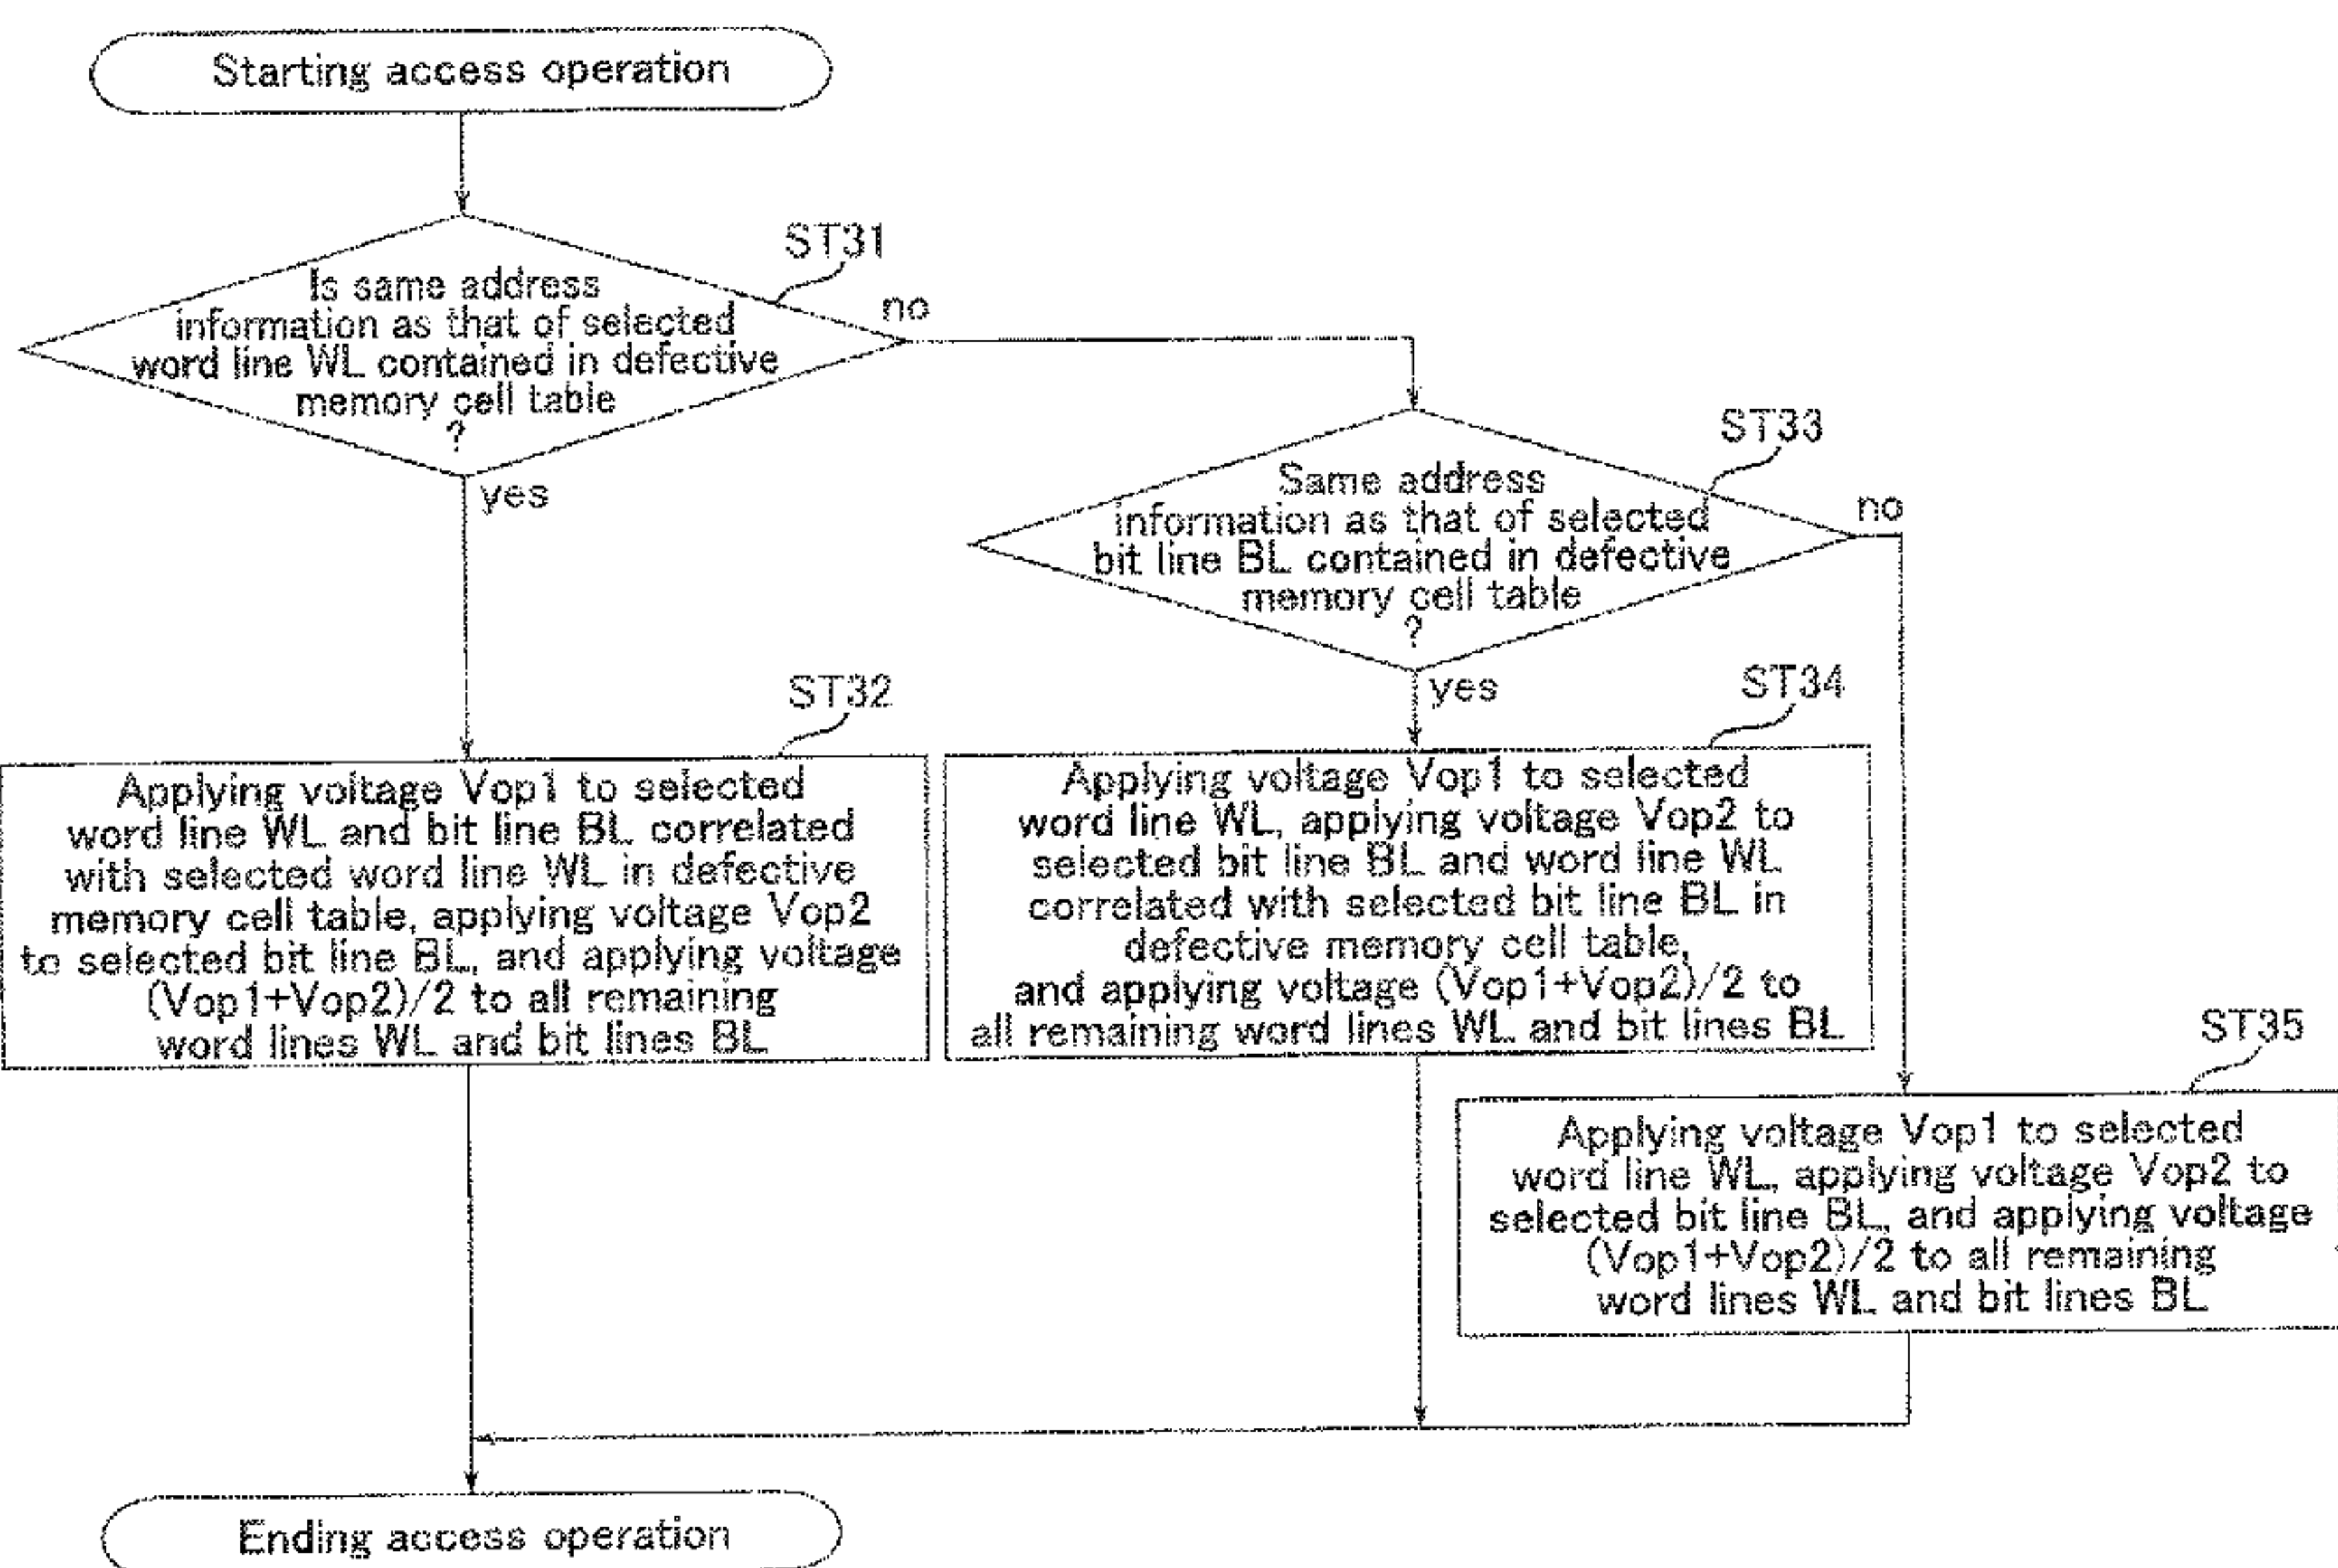 Starting access operation
ST31
Is same address
information as that of selected
word line WL contained in defective
memory cell table
?
no
yes
ST33
Same address
information as that of selected
bit line BL contained in defective
memory cell table
?
no
yes
ST32
Applying voltage Vop1 to selected
word line WL and bit line BL correlated
with selected word line WL in defective
memory cell table, applying voltage Vop2
to selected bit line BL, and applying voltage
(Vop1+Vop2)/2 to all remaining
word lines WL and bit lines BL
ST34
Applying voltage Vop1 to selected
word line WL, applying voltage Vop2 to
selected bit line BL and word line WL
correlated with selected bit line BL in
defective memory cell table,
and applying voltage (Vop1+Vop2)/2 to
all remaining word lines WL and bit lines BL
ST35
Applying voltage Vop1 to selected
word line WL, applying voltage Vop2 to
selected bit line BL, and applying voltage
(Vop1+Vop2)/2 to all remaining
word lines WL and bit lines BL
Ending access operation